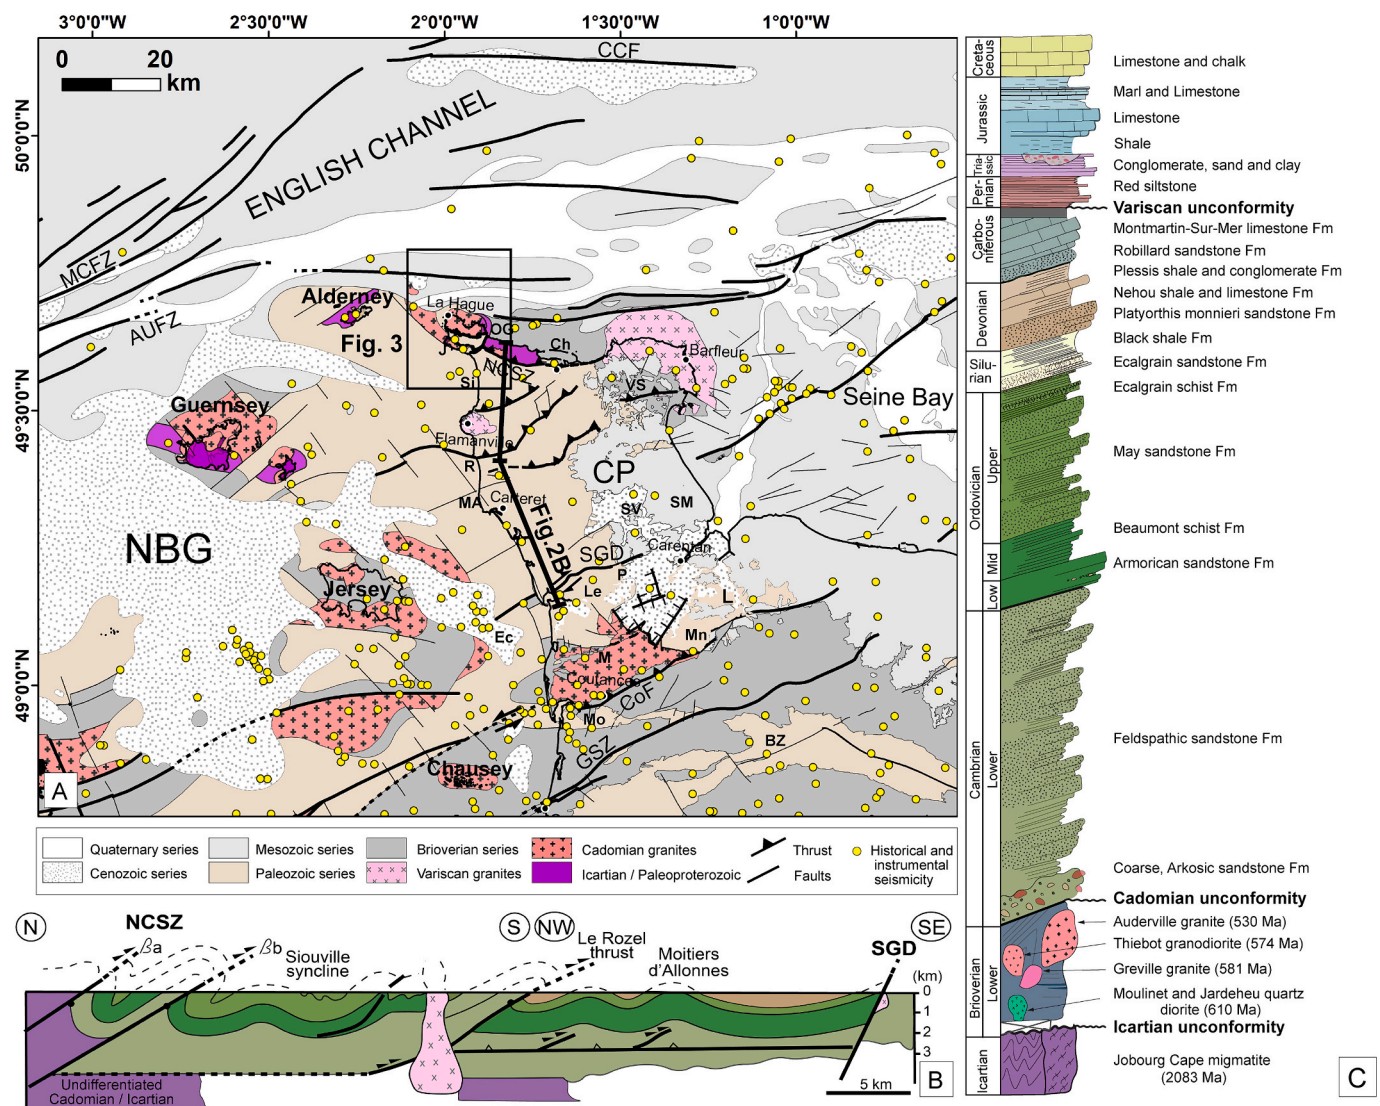 3°0'0"W
2°30'0"W
2°0'0"W
1°30'0"W
1°0'0"W
50°0'0"N
49°30'0"N
49°0'0"N
0 20
km
CCF
ENGLISH CHANNEL
MCFZ
AUFZ
Alderney
La Hague
Fig. 3
OG
J
Ch
NCSZ
Si
Barfleur
VS
Seine Bay
Guernsey
Flamanville
R
CP
MA
Carteret
SV
SM
NBG
Fig.2B
SGD
Carentan
P
Le
L
Jersey
Ec
Mn
M
Coutances
CoF
Mo
GSZ
BZ
Chausey
A
Quaternary series
Mesozoic series
Brioverian series
Cadomian granites
Thrust
Historical and
instrumental
seismicity
Cenozoic series
Paleozoic series
Variscan granites
Icartian / Paleoproterozoic
Faults
N
NCSZ
βa
βb
Siouville
syncline
S
NW
Le Rozel
thrust
Moitiers
d'Allonnes
SGD
SE
(km)
0
1
2
3
Undifferentiated
Cadomian / Icartian
5 km
B
Creta-
ceous
Jurassic
Tria-
ssic
Per-
mian
Carbo-
niferous
Devonian
Silu-
rian
Ordovician
Upper
Mid
Low
Cambrian
Lower
Brioverian
Lower
Icartian
Limestone and chalk
Marl and Limestone
Limestone
Shale
Conglomerate, sand and clay
Red siltstone
Variscan unconformity
Montmartin-Sur-Mer limestone Fm
Robillard sandstone Fm
Plessis shale and conglomerate Fm
Nehou shale and limestone Fm
Platyorthis monnieri sandstone Fm
Black shale Fm
Ecalgrain sandstone Fm
Ecalgrain schist Fm
May sandstone Fm
Beaumont schist Fm
Armorican sandstone Fm
Feldspathic sandstone Fm
Coarse, Arkosic sandstone Fm
Cadomian unconformity
Auderville granite (530 Ma)
Thiebot granodiorite (574 Ma)
Greville granite (581 Ma)
Moulinet and Jardeheu quartz
diorite (610 Ma)
Icartian unconformity
Jobourg Cape migmatite
(2083 Ma)
C